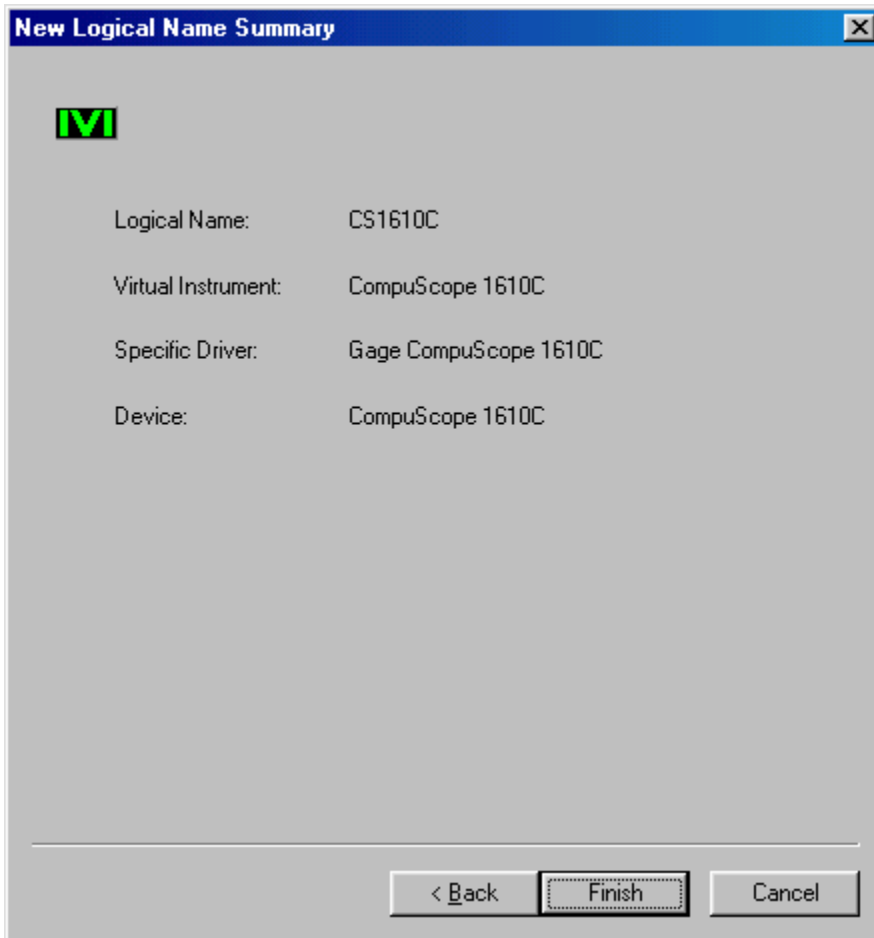 New Logical Name Summary
IVI
Logical Name: CS1610C
Virtual Instrument: CompuScope 1610C
Specific Driver: Gage CompuScope 1610C
Device: CompuScope 1610C
< Back Finish Cancel